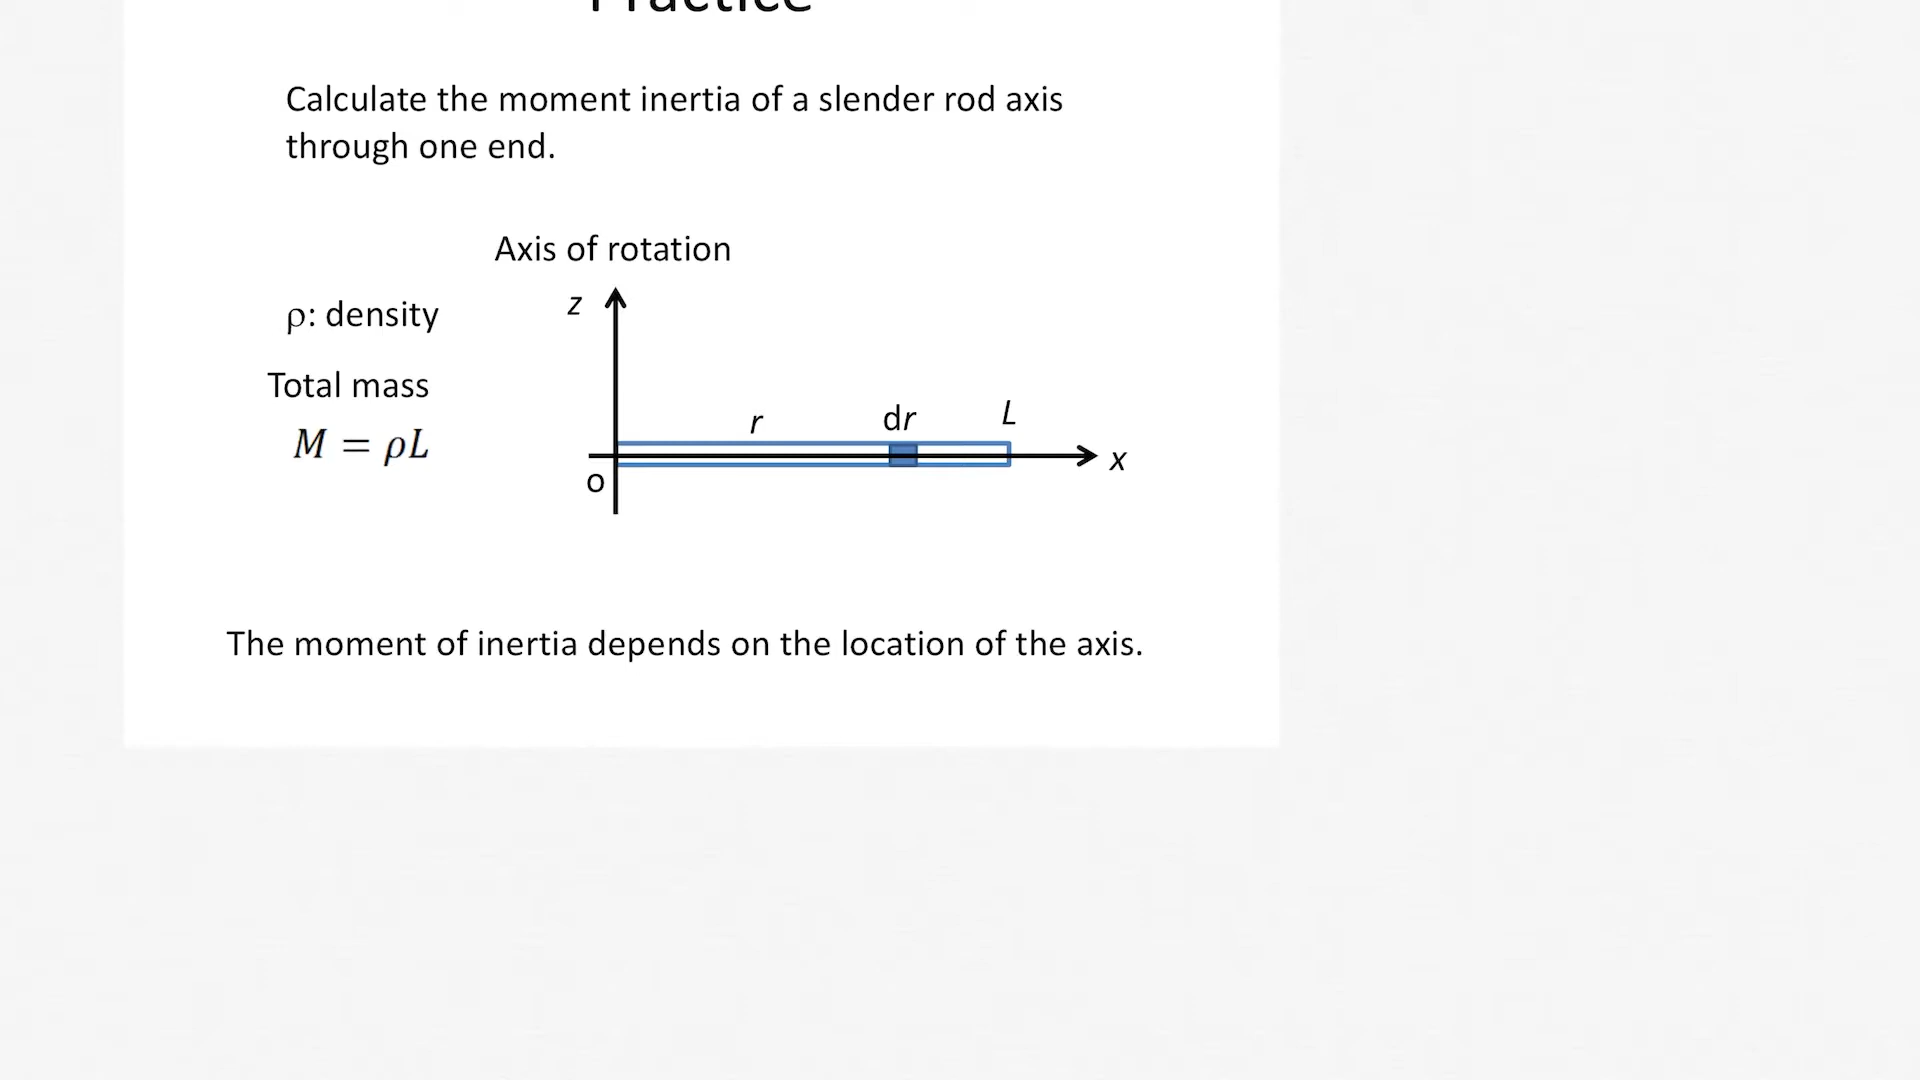 Practice
Calculate the moment inertia of a slender rod axis
through one end.
Axis of rotation
z
ρ: density
Total mass
r
dr
L
M = ρL
x
o
The moment of inertia depends on the location of the axis.